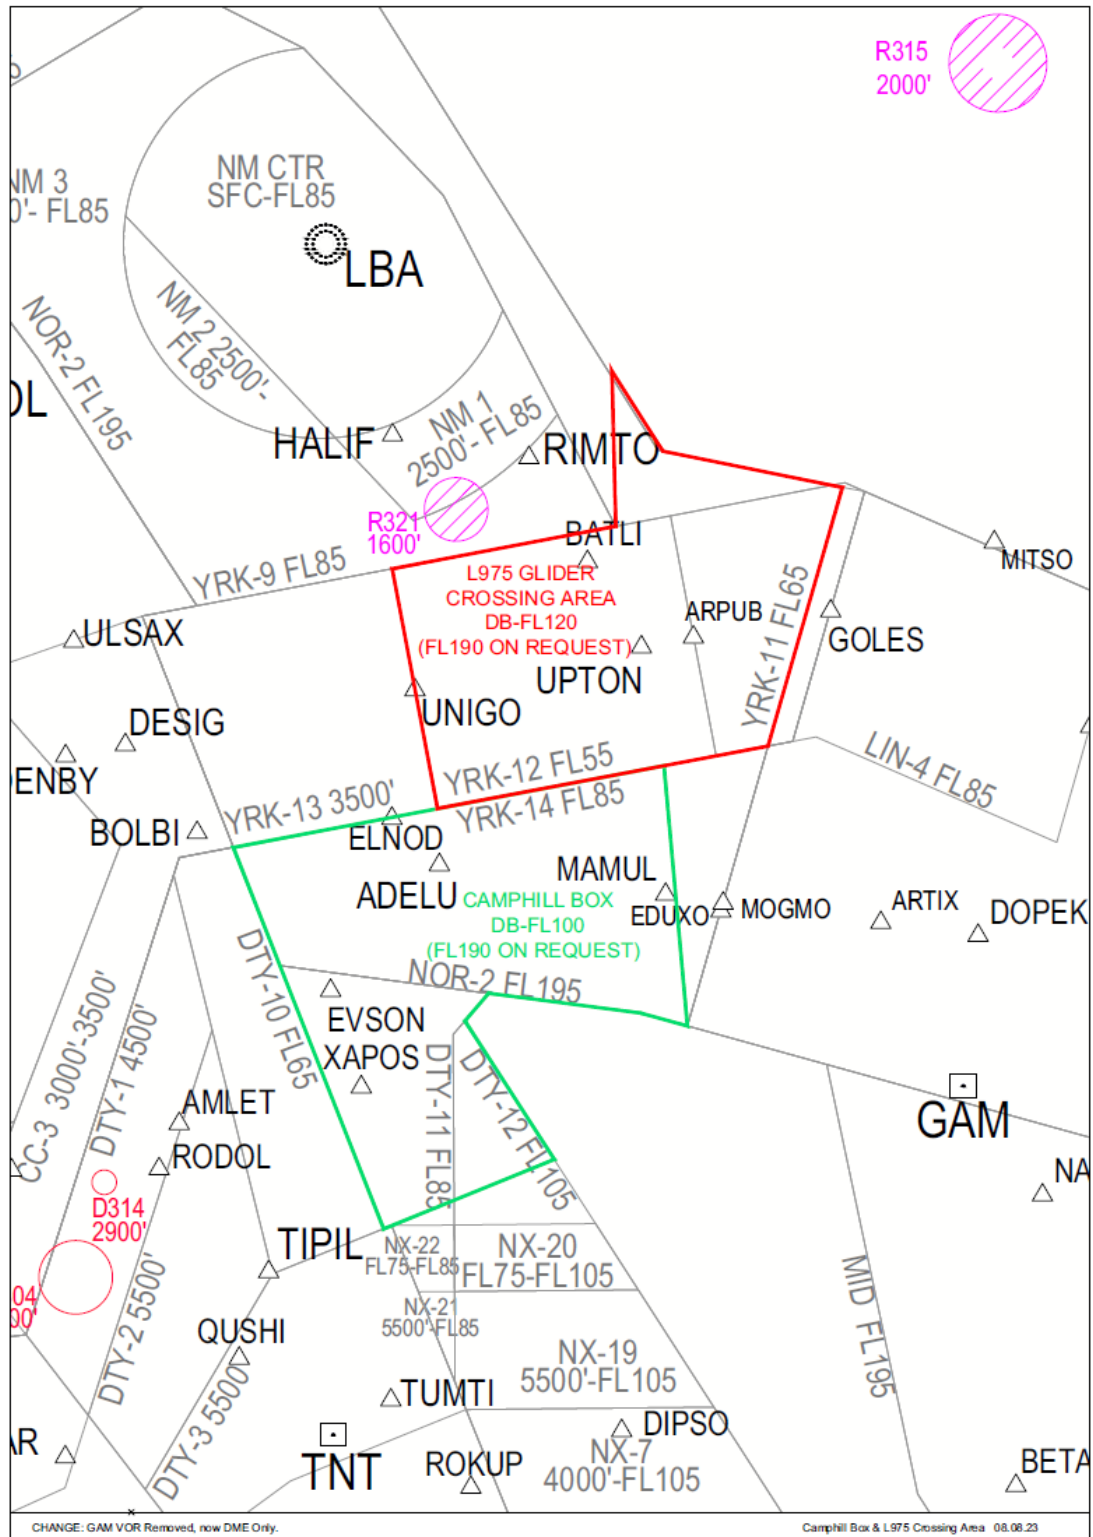 R315
2000'
NM CTR
SFC-FL85
NM 3
0'- FL85
LBA
NM 2 2500'-
FL85
NOR-2 FL195
OL
HALIF
NM 1
2500'- FL85
RIMTO
R321
1600'
BATLI
MITSO
YRK-9 FL85
L975 GLIDER
CROSSING AREA
DB-FL120
(FL190 ON REQUEST)
ARPUB
YRK-11 FL65
GOLES
ULSAX
UPTON
UNIGO
DESIG
DENBY
LIN-4 FL85
YRK-12 FL55
YRK-13 3500'
YRK-14 FL85
BOLBI
ELNOD
ADELU
MAMUL
CAMPHILL BOX
DB-FL100
(FL190 ON REQUEST)
EDUXO
MOGMO
ARTIX
DOPEK
DTY-10 FL65
NOR-2 FL195
EVSON
XAPOS
CC-3 3000'-3500'
DTY-1 4500'
DTY-11 FL85
DTY-12 FL105
AMLET
RODOL
GAM
NA
D314
2900'
TIPIL
NX-22
FL75-FL85
NX-20
FL75-FL105
MID FL195
04
00'
DTY-2 5500'
NX-21
5500'-FL85
QUSHI
NX-19
5500'-FL105
DTY-3 5500'
TUMTI
DIPSO
AR
TNT
ROKUP
NX-7
4000'-FL105
BETA
CHANGE: GAM VOR Removed, now DME Only.
Camphill Box & L975 Crossing Area 08.08.23